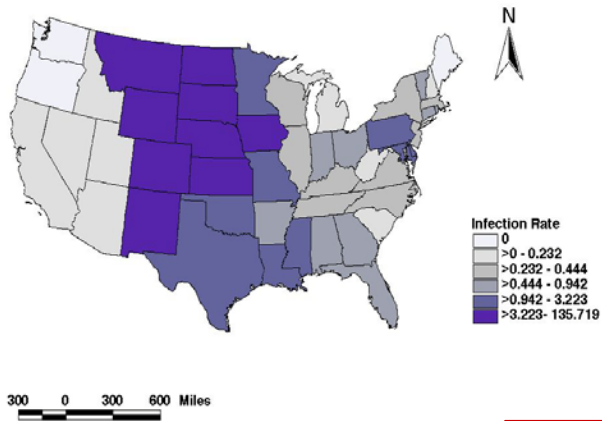 N
Infection Rate
0
>0 - 0.232
>0.232 - 0.444
>0.444 - 0.942
>0.942 - 3.223
>3.223- 135.719
300 0 300 600 Miles